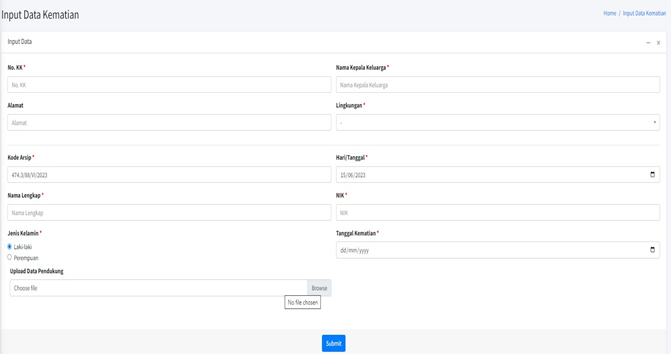 Input Data Kematian
Home / Input Data Kematian
Input Data
No. KK *
Nama Kepala Keluarga *
No. KK
Nama Kepala Keluarga
Alamat
Lingkungan *
Alamat
-
Kode Arsip *
Hari/Tanggal *
474.3/88/VI/2023
15/06/2023
Nama Lengkap *
NIK *
Nama Lengkap
NIK
Jenis Kelamin *
Tanggal Kematian *
Laki-laki
dd/mm/yyyy
Perempuan
Upload Data Pendukung
Choose file
Browse
No file chosen
Submit